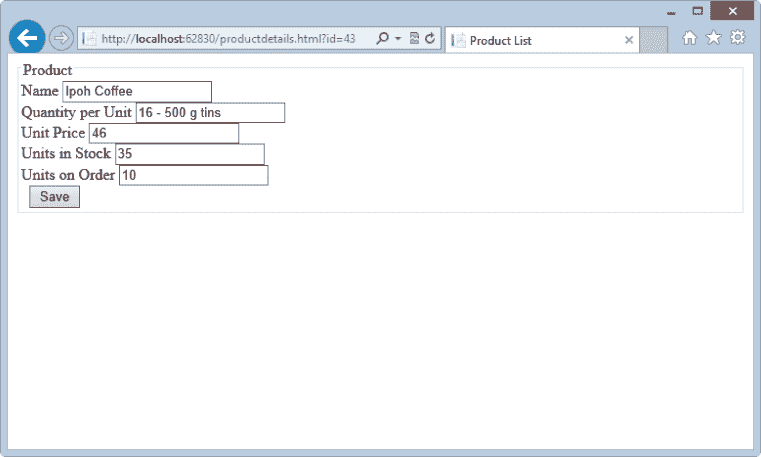 http://localhost:62830/productdetails.html?id=43
Product List
Product
Name Ipoh Coffee
Quantity per Unit 16 - 500 g tins
Unit Price 46
Units in Stock 35
Units on Order 10
Save